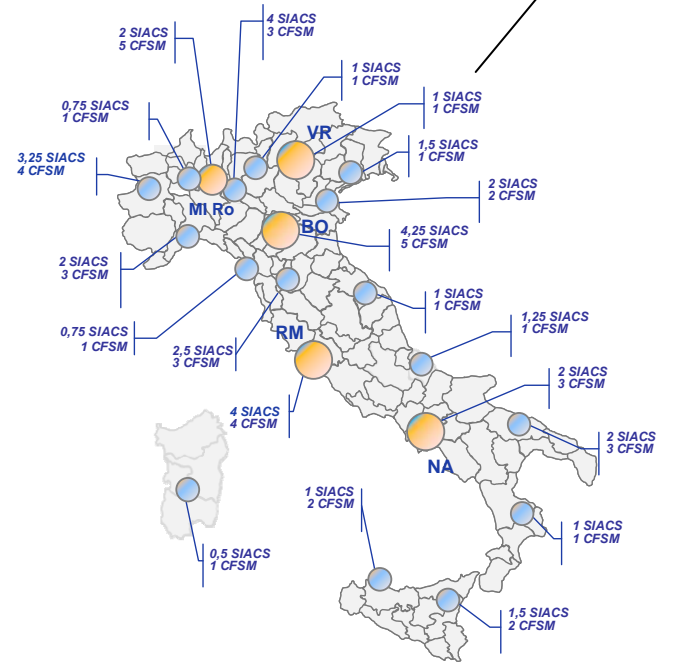 4 SIACS
3 CFSM
2 SIACS
5 CFSM
1 SIACS
1 CFSM
1 SIACS
1 CFSM
0,75 SIACS
1 CFSM
VR
1,5 SIACS
1 CFSM
3,25 SIACS
4 CFSM
2 SIACS
2 CFSM
MI Ro
BO
4,25 SIACS
5 CFSM
2 SIACS
3 CFSM
1 SIACS
1 CFSM
0,75 SIACS
1 CFSM
RM
1,25 SIACS
1 CFSM
2,5 SIACS
3 CFSM
2 SIACS
3 CFSM
4 SIACS
4 CFSM
2 SIACS
3 CFSM
NA
1 SIACS
2 CFSM
1 SIACS
1 CFSM
0,5 SIACS
1 CFSM
1,5 SIACS
2 CFSM